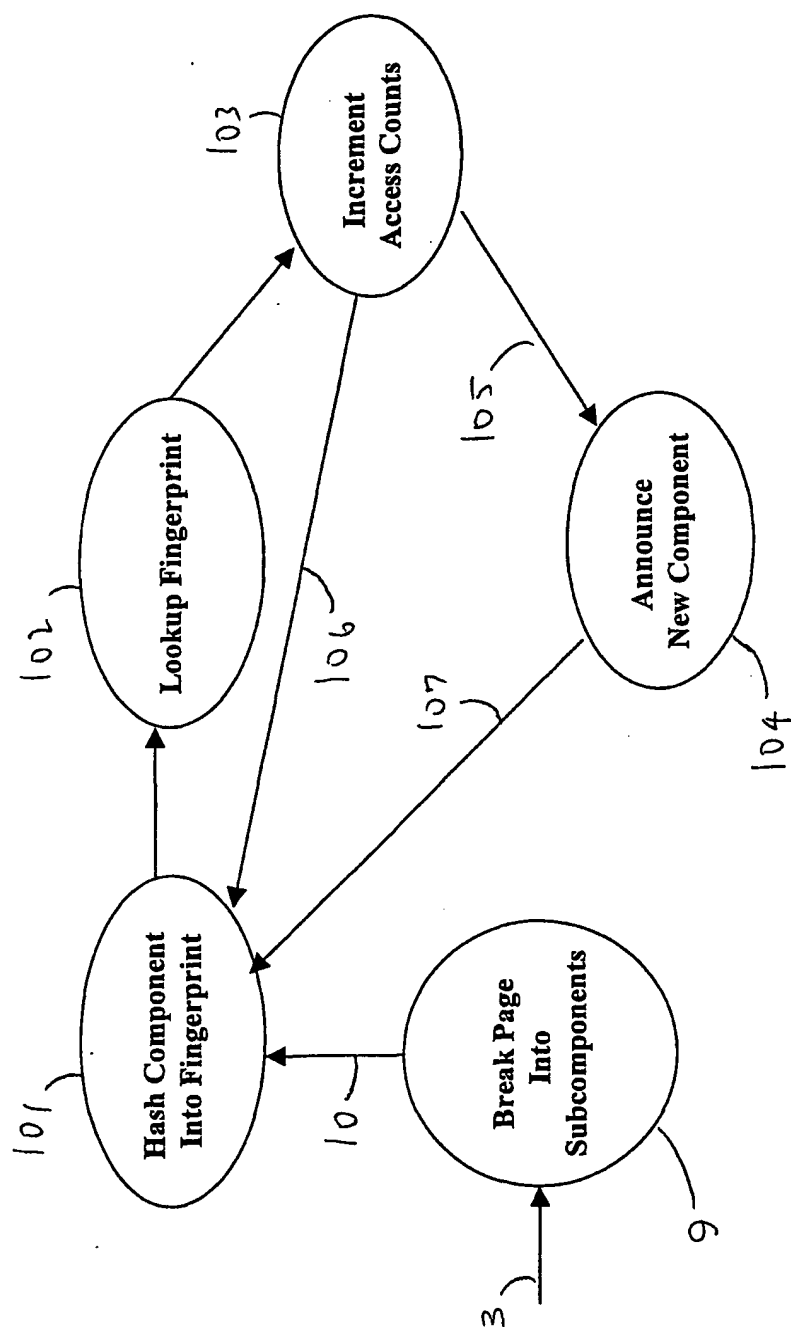 101
Hash Component
Into Fingerprint
102
Lookup Fingerprint
103
Increment
Access Counts
106
105
107
10
3
Break Page
Into
Subcomponents
9
Announce
New Component
104